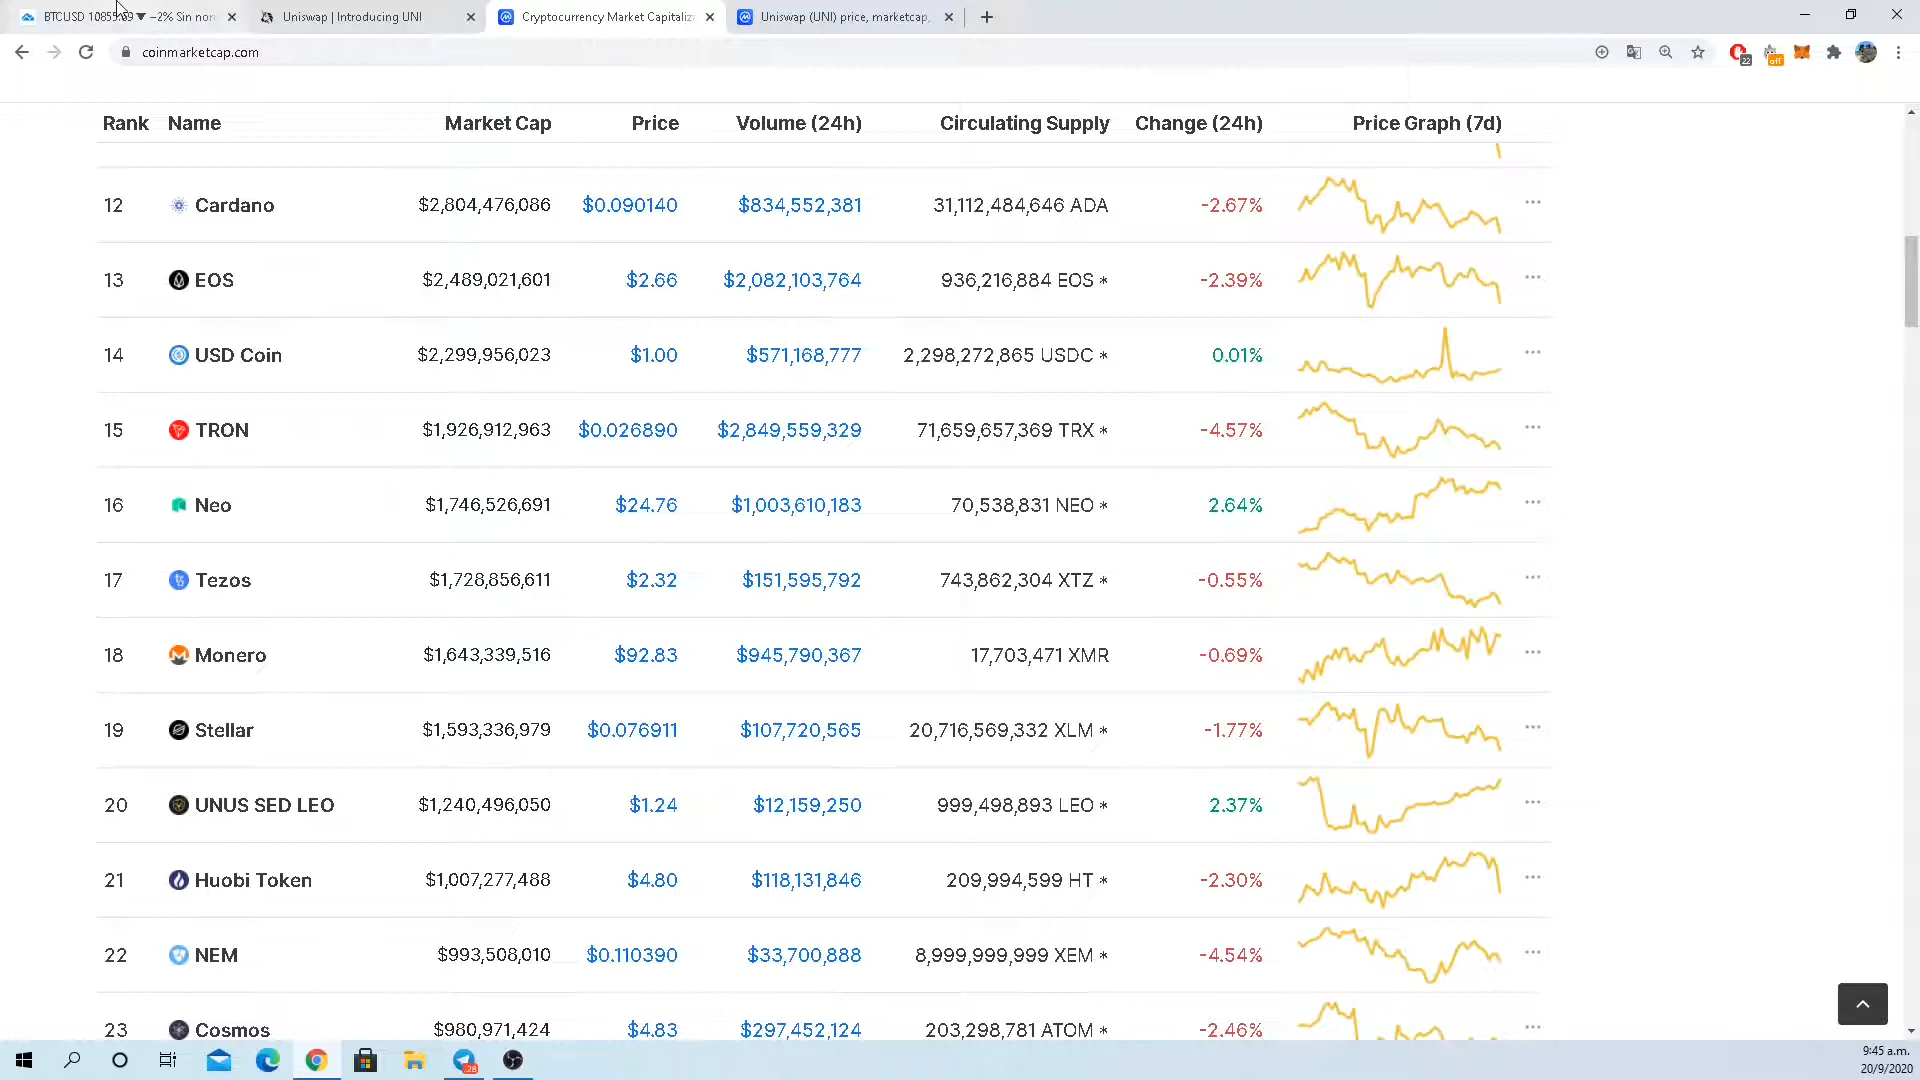 BTCUSD 10855.69 ▼ −2% Sin nom
Uniswap | Introducing UNI
Cryptocurrency Market Capitaliza
Uniswap (UNI) price, marketcap,
coinmarketcap.com
22
off
Rank Name Market Cap Price Volume (24h) Circulating Supply Change (24h) Price Graph (7d)
12 Cardano $2,804,476,086 $0.090140 $834,552,381 31,112,484,646 ADA -2.67%
13 EOS $2,489,021,601 $2.66 $2,082,103,764 936,216,884 EOS * -2.39%
14 USD Coin $2,299,956,023 $1.00 $571,168,777 2,298,272,865 USDC * 0.01%
15 TRON $1,926,912,963 $0.026890 $2,849,559,329 71,659,657,369 TRX * -4.57%
16 Neo $1,746,526,691 $24.76 $1,003,610,183 70,538,831 NEO * 2.64%
17 Tezos $1,728,856,611 $2.32 $151,595,792 743,862,304 XTZ * -0.55%
18 Monero $1,643,339,516 $92.83 $945,790,367 17,703,471 XMR -0.69%
19 Stellar $1,593,336,979 $0.076911 $107,720,565 20,716,569,332 XLM * -1.77%
20 UNUS SED LEO $1,240,496,050 $1.24 $12,159,250 999,498,893 LEO * 2.37%
21 Huobi Token $1,007,277,488 $4.80 $118,131,846 209,994,599 HT * -2.30%
22 NEM $993,508,010 $0.110390 $33,700,888 8,999,999,999 XEM * -4.54%
23 Cosmos $980,971,424 $4.83 $297,452,124 203,298,781 ATOM * -2.46%
28
9:45 a.m.
20/9/2020